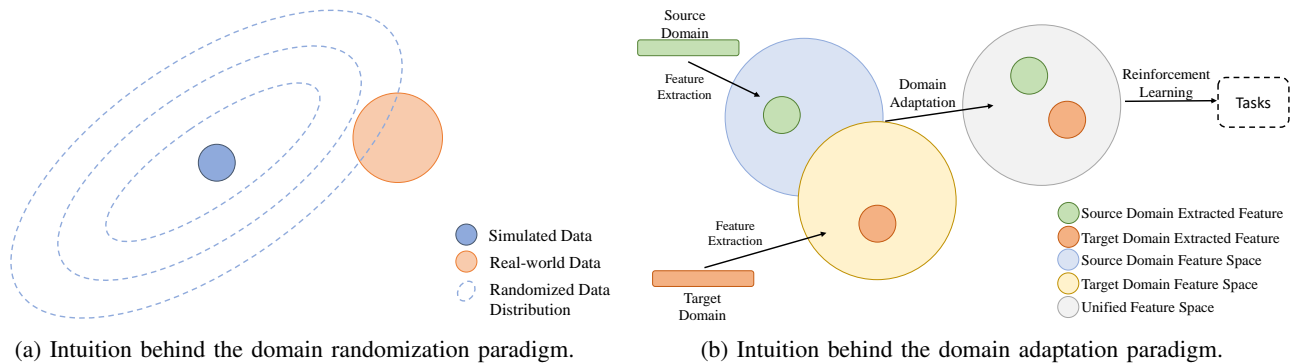 Simulated Data
Real-world Data
Randomized Data
Distribution
(a) Intuition behind the domain randomization paradigm.
Source
Domain
Feature
Extraction
Domain
Adaptation
Reinforcement
Learning
Tasks
Feature
Extraction
Target
Domain
Source Domain Extracted Feature
Target Domain Extracted Feature
Source Domain Feature Space
Target Domain Feature Space
Unified Feature Space
(b) Intuition behind the domain adaptation paradigm.